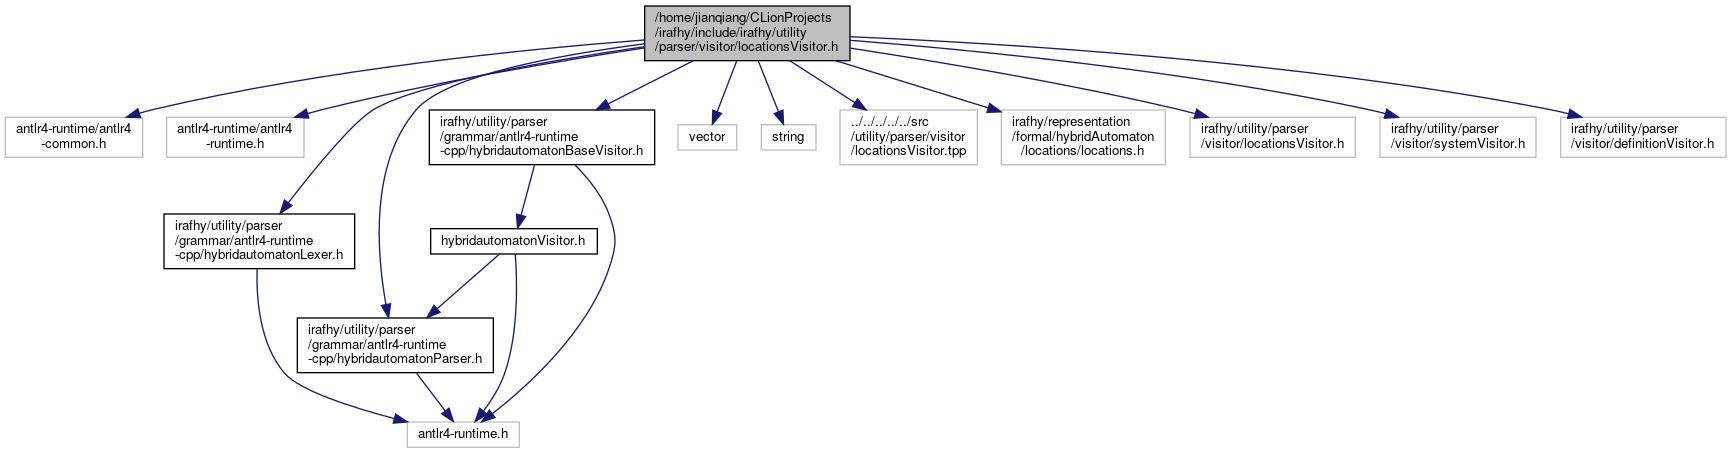 /home/jianqiang/CLionProjects
/irafhy/include/irafhy/utility
/parser/visitor/locationsVisitor.h
antlr4-runtime/antlr4
-common.h
antlr4-runtime/antlr4
-runtime.h
irafhy/utility/parser
/grammar/antlr4-runtime
-cpp/hybridautomatonBaseVisitor.h
vector
string
../../../../../src
/utility/parser/visitor
/locationsVisitor.tpp
irafhy/representation
/formal/hybridAutomaton
/locations/locations.h
irafhy/utility/parser
/visitor/locationsVisitor.h
irafhy/utility/parser
/visitor/systemVisitor.h
irafhy/utility/parser
/visitor/definitionVisitor.h
irafhy/utility/parser
/grammar/antlr4-runtime
-cpp/hybridautomatonLexer.h
hybridautomatonVisitor.h
irafhy/utility/parser
/grammar/antlr4-runtime
-cpp/hybridautomatonParser.h
antlr4-runtime.h